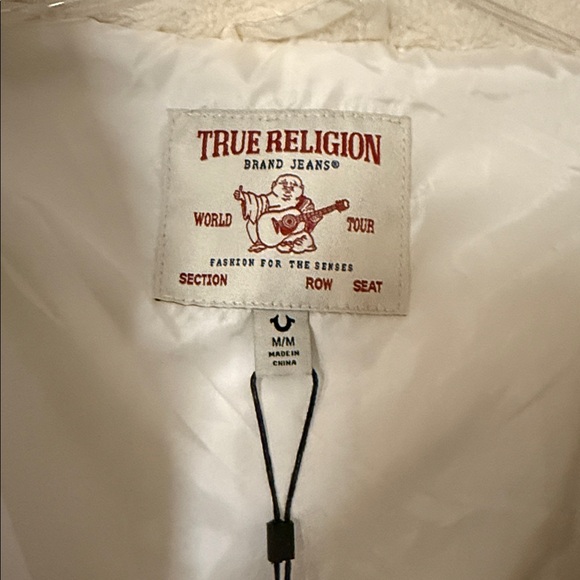 TRUE RELIGION
BRAND JEANS®
WORLD TOUR
FASHION FOR THE SENSES
SECTION ROW SEAT
M/M
MADE IN
CHINA